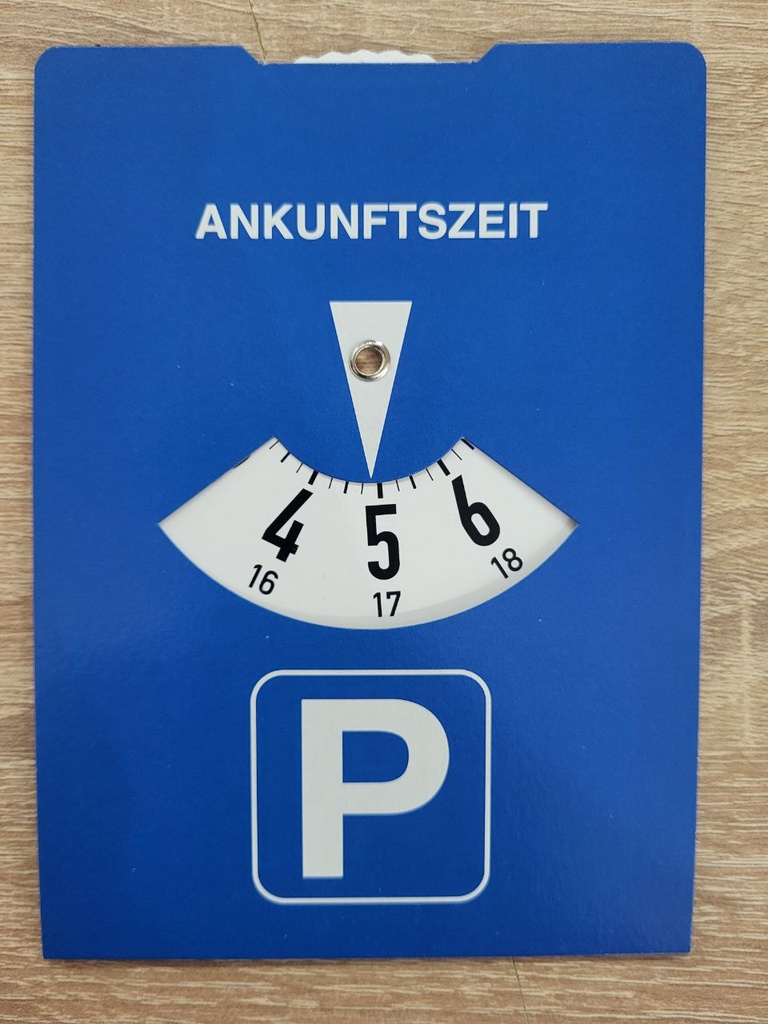 ANKUNFTSZEIT
4 5 6
16 17 18
P